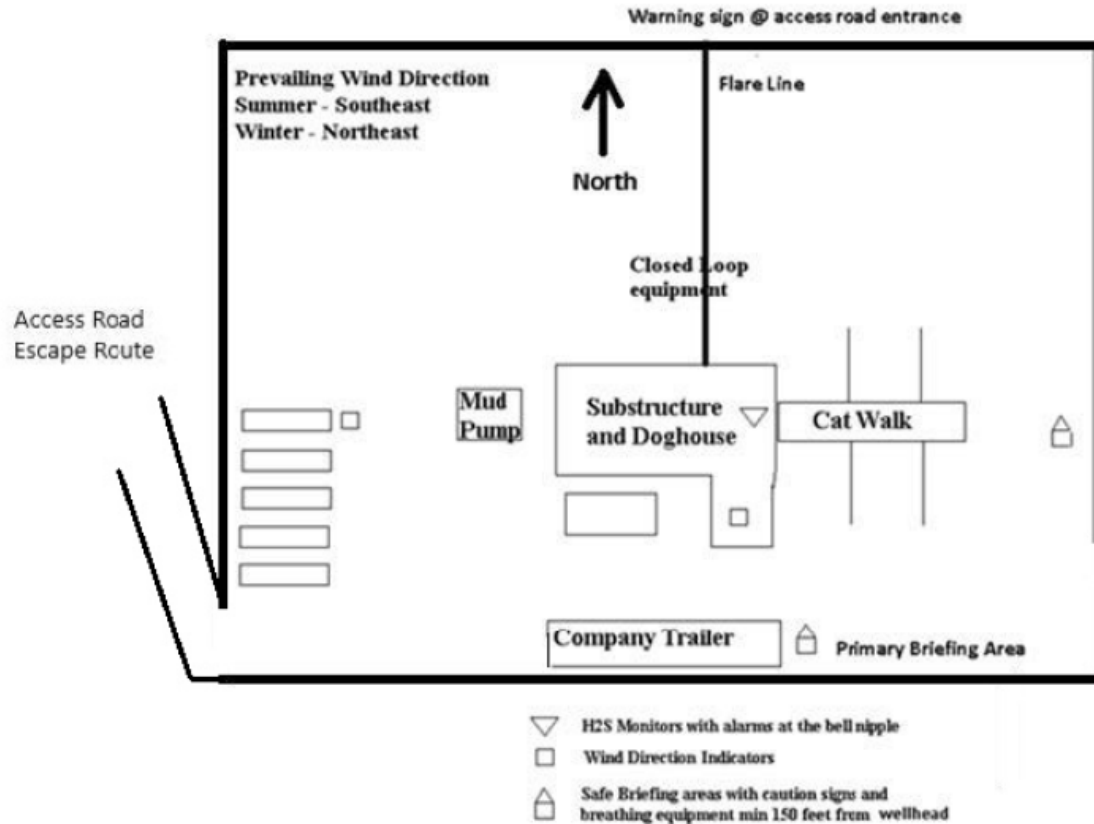 Warning sign @ access road entrance
Prevailing Wind Direction
Summer - Southeast
Winter - Northeast
Flare Line
North
Closed Loop
equipment
Access Road
Escape Route
Mud
Pump
Substructure
and Doghouse
Cat Walk
Company Trailer
Primary Briefing Area
H2S Monitors with alarms at the bell nipple
Wind Direction Indicators
Safe Briefing areas with caution signs and
breathing equipment min 150 feet from wellhead